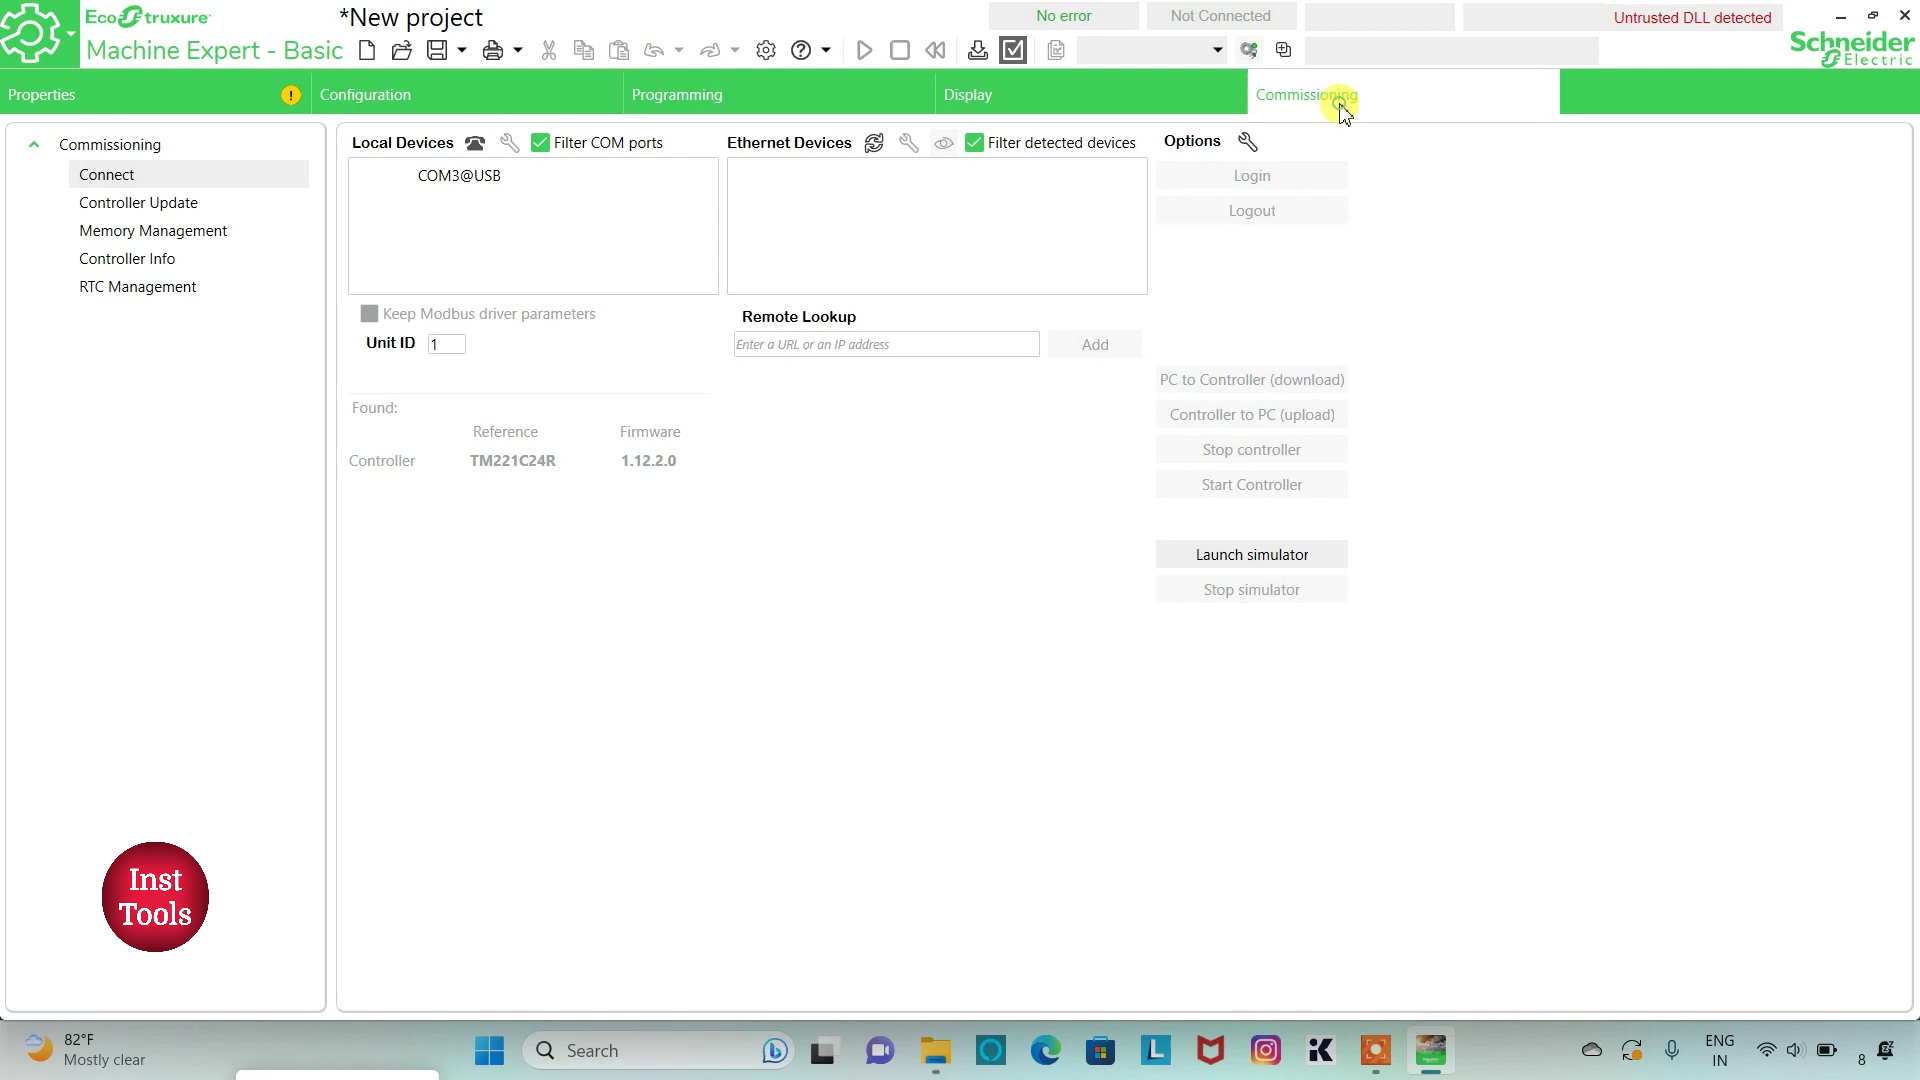 EcoStruxure
Machine Expert - Basic
*New project
No error
Not Connected
Untrusted DLL detected
Schneider
Electric
Properties
Configuration
Programming
Display
Commissioning
Commissioning
Connect
Controller Update
Memory Management
Controller Info
RTC Management
Local Devices
Filter COM ports
COM3@USB
Keep Modbus driver parameters
Unit ID 1
Found:
Reference Firmware
Controller TM221C24R 1.12.2.0
Ethernet Devices
Filter detected devices
Remote Lookup
Enter a URL or an IP address
Add
Options
Login
Logout
PC to Controller (download)
Controller to PC (upload)
Stop controller
Start Controller
Launch simulator
Stop simulator
Inst
Tools
82°F
Mostly clear
Search
ENG
IN
8